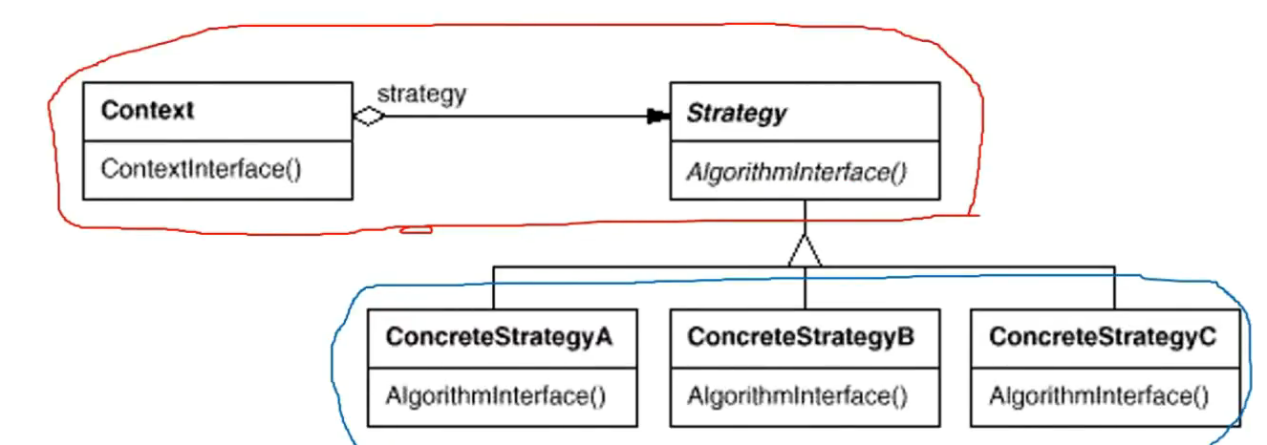 strategy
Context
Strategy
ContextInterface()
AlgorithmInterface()
ConcreteStrategyA
ConcreteStrategyB
ConcreteStrategyC
AlgorithmInterface()
AlgorithmInterface()
AlgorithmInterface()